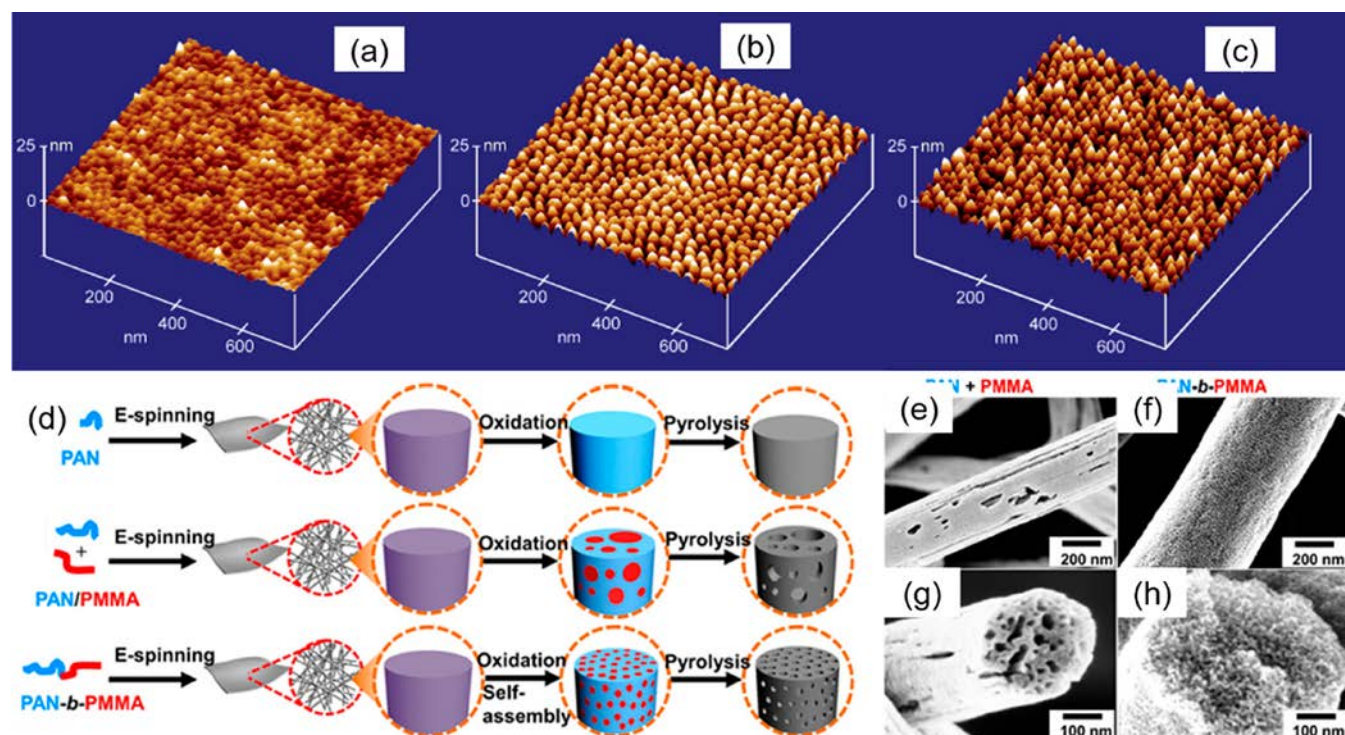 (a)
(b)
(c)
25 nm
0
200
400
600
nm
25 nm
0
200
400
600
nm
25 nm
0
200
400
600
nm
(d)
E-spinning
PAN
Oxidation
Pyrolysis
E-spinning
+
PAN/PMMA
Oxidation
Pyrolysis
E-spinning
PAN-b-PMMA
Oxidation
Self-
assembly
Pyrolysis
PAN + PMMA
PAN-b-PMMA
(e)
200 nm
(f)
200 nm
(g)
100 nm
(h)
100 nm